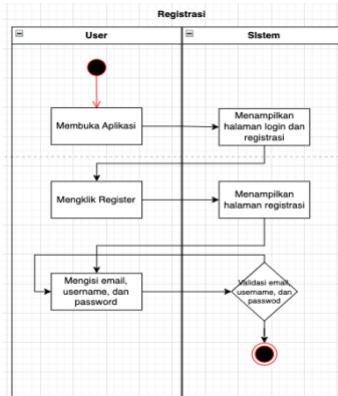 Registrasi
User
SIstem
Membuka Aplikasi
Menampilkan
halaman login dan
registrasi
Mengklik Register
Menampilkan
halaman registrasi
Mengisi email,
username, dan
password
Validasi email,
username, dan
passwod